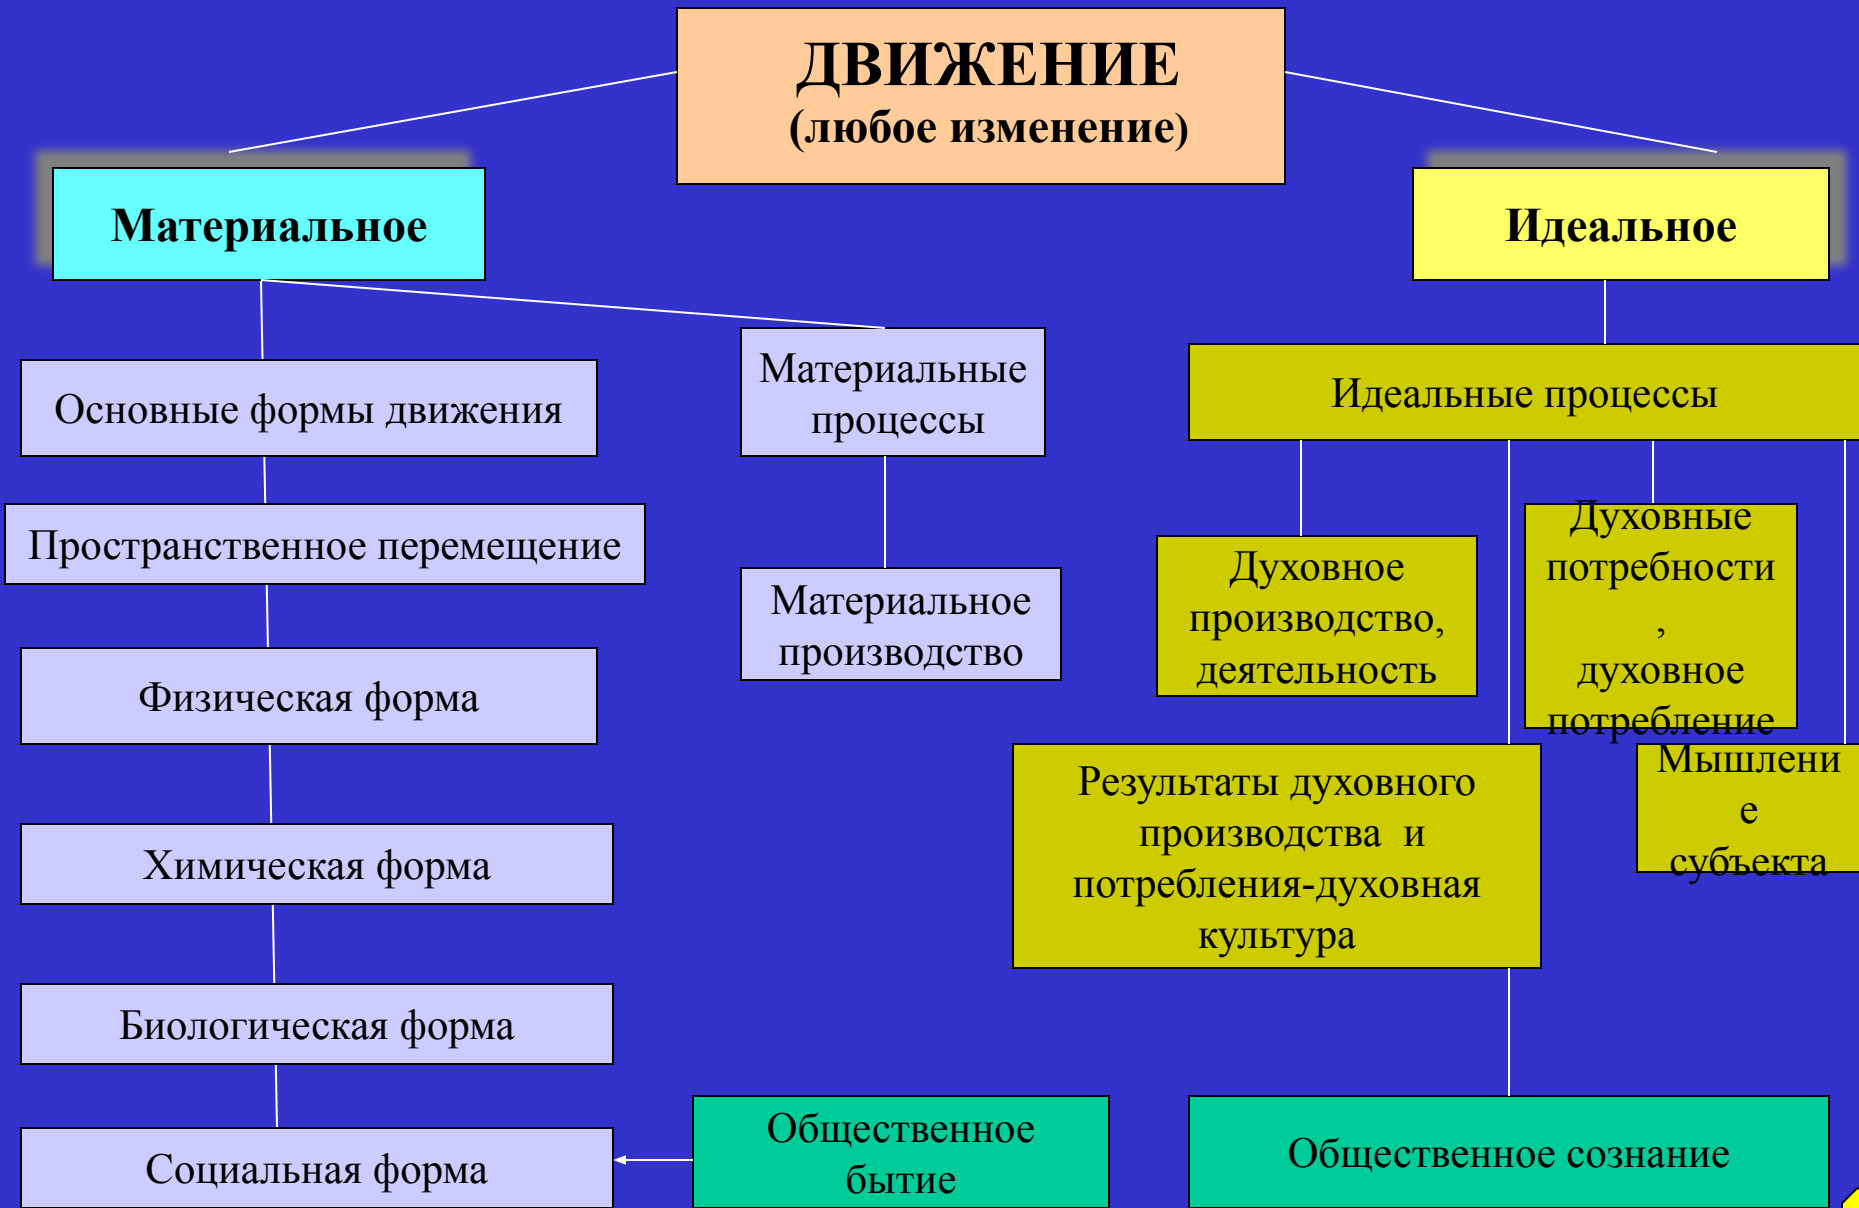 ДВИЖЕНИЕ
(любое изменение)
Материальное
Идеальное
Основные формы движения
Материальные
процессы
Идеальные процессы
Пространственное перемещение
Материальное
производство
Духовное
производство,
деятельность
Духовные
потребности
,
духовное
потребление
Физическая форма
Результаты духовного
производства и
потребления-духовная
культура
Мышлени
е
субъекта
Химическая форма
Биологическая форма
Социальная форма
Общественное
бытие
Общественное сознание